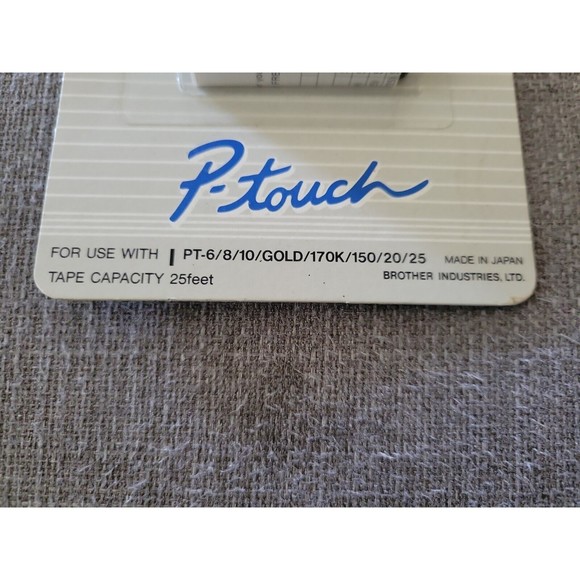 P-touch
FOR USE WITH | PT-6/8/10/GOLD/170K/150/20/25 MADE IN JAPAN
TAPE CAPACITY 25feet BROTHER INDUSTRIES, LTD.